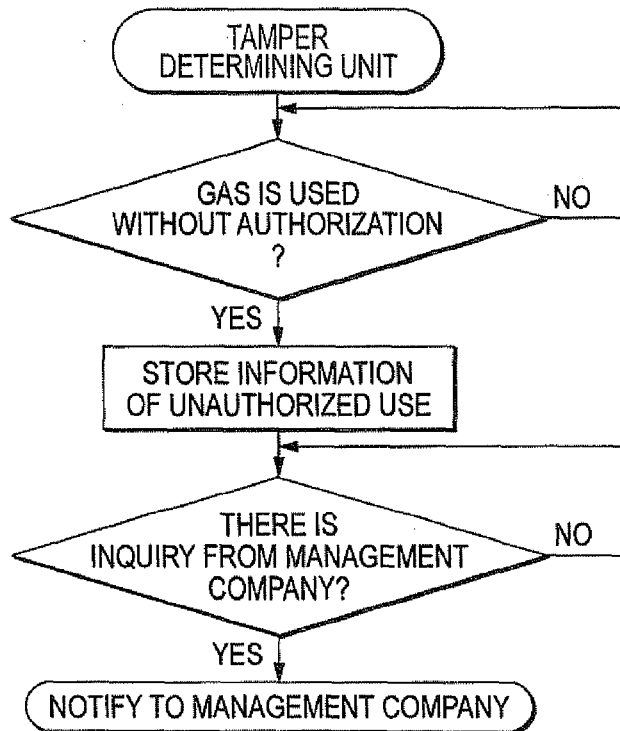 TAMPER
DETERMINING UNIT
GAS IS USED
WITHOUT AUTHORIZATION
?
NO
YES
STORE INFORMATION
OF UNAUTHORIZED USE
THERE IS
INQUIRY FROM MANAGEMENT
COMPANY?
NO
YES
NOTIFY TO MANAGEMENT COMPANY